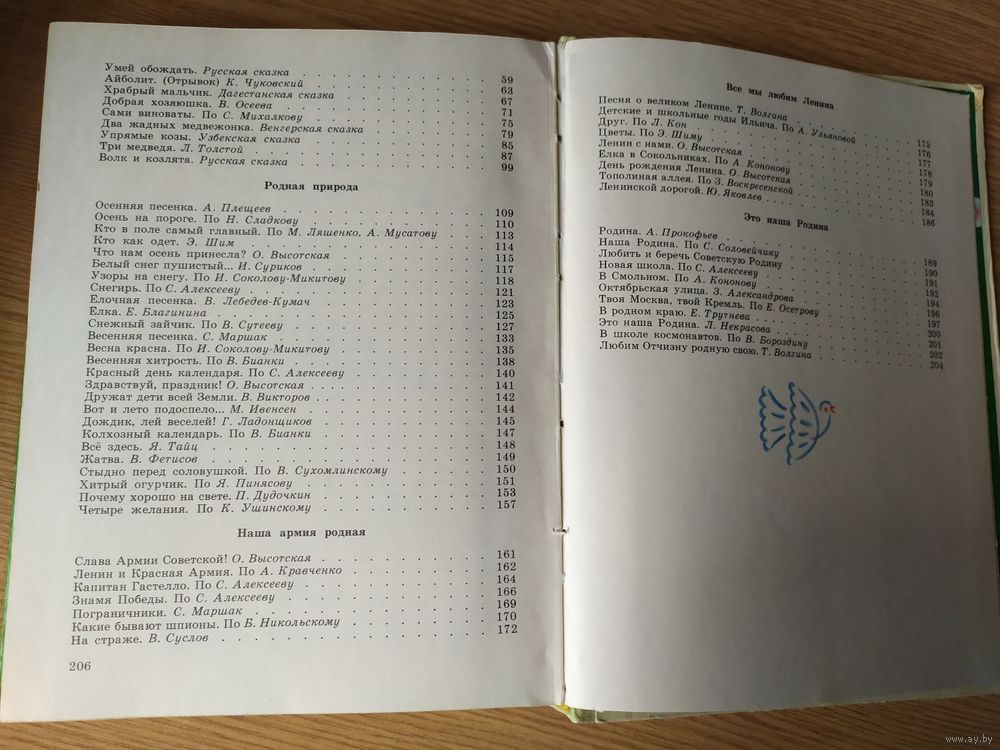 Умей обождать. Русская сказка . . . 59
Айболит. (Отрывок) К. Чуковский . . . 63
Храбрый мальчик. Дагестанская сказка . . . 67
Добрая хозяюшка. В. Осеева . . . 71
Сами виноваты. По С. Михалкову . . . 75
Два жадных медвежонка. Венгерская сказка . . . 79
Упрямые козы. Узбекская сказка . . . 85
Три медведя. Л. Толстой . . . 87
Волк и козлята. Русская сказка . . . 99
Родная природа
Осенняя песенка. А. Плещеев . . . 109
Осень на пороге. По Н. Сладкову . . . 110
Кто в поле самый главный. По М. Ляшенко, А. Мусатову . . . 113
Кто как одет. Э. Шим . . . 114
Что нам осень принесла? О. Высотская . . . 115
Белый снег пушистый... И. Суриков . . . 117
Узоры на снегу. По И. Соколову-Микитову . . . 118
Снегирь. По С. Алексееву . . . 121
Ёлочная песенка. В. Лебедев-Кумач . . . 123
Ёлка. Е. Благинина . . . 125
Снежный зайчик. По В. Сутееву . . . 127
Весенняя песенка. С. Маршак . . . 133
Весна красна. По И. Соколову-Микитову . . . 135
Весенняя хитрость. По В. Бианки . . . 138
Красный день календаря. По С. Алексееву . . . 140
Здравствуй, праздник! О. Высотская . . . 141
Дружат дети всей Земли. В. Викторов . . . 142
Вот и лето подоспело... М. Ивенсен . . . 144
Дождик, лей веселей! Г. Ладонщиков . . . 145
Колхозный календарь. По В. Бианки . . . 147
Всё здесь. Я. Тайц . . . 148
Жатва. В. Фетисов . . . 149
Стыдно перед соловушкой. По В. Сухомлинскому . . . 150
Хитрый огурчик. По Я. Пинясову . . . 151
Почему хорошо на свете. П. Дудочкин . . . 153
Четыре желания. По К. Ушинскому . . . 157
Наша армия родная
Слава Армии Советской! О. Высотская . . . 161
Ленин и Красная Армия. По А. Кравченко . . . 162
Капитан Гастелло. По С. Алексееву . . . 164
Знамя Победы. По С. Алексееву . . . 166
Пограничники. С. Маршак . . . 169
Какие бывают шпионы. По Б. Никольскому . . . 170
На страже. В. Суслов . . . 172
206
Все мы любим Ленина
Песня о великом Ленине. Т. Волгина . . . 175
Детские и школьные годы Ильича. По А. Ульяновой . . . 176
Друг. По Л. Кон . . . 177
Цветы. По Э. Шиму . . . 178
Ленин с нами. О. Высотская . . . 179
Ёлка в Сокольниках. По А. Кононову . . . 180
День рождения Ленина. О. Высотская . . . 183
Тополиная аллея. По З. Воскресенской . . . 184
Ленинской дорогой. Ю. Яковлев . . . 186
Это наша Родина
Родина. А. Прокофьев . . . 189
Наша Родина. По С. Соловейчику . . . 190
Любить и беречь Советскую Родину . . . 191
Новая школа. По С. Алексееву . . . 192
В Смольном. По А. Кононову . . . 194
Октябрьская улица. З. Александрова . . . 196
Твоя Москва, твой Кремль. По Е. Осетрову . . . 197
В родном краю. Е. Трутнева . . . 200
Это наша Родина. Л. Некрасова . . . 201
В школе космонавтов. По В. Бороздину . . . 202
Любим Отчизну родную свою. Т. Волгина . . . 204
www.ay.by